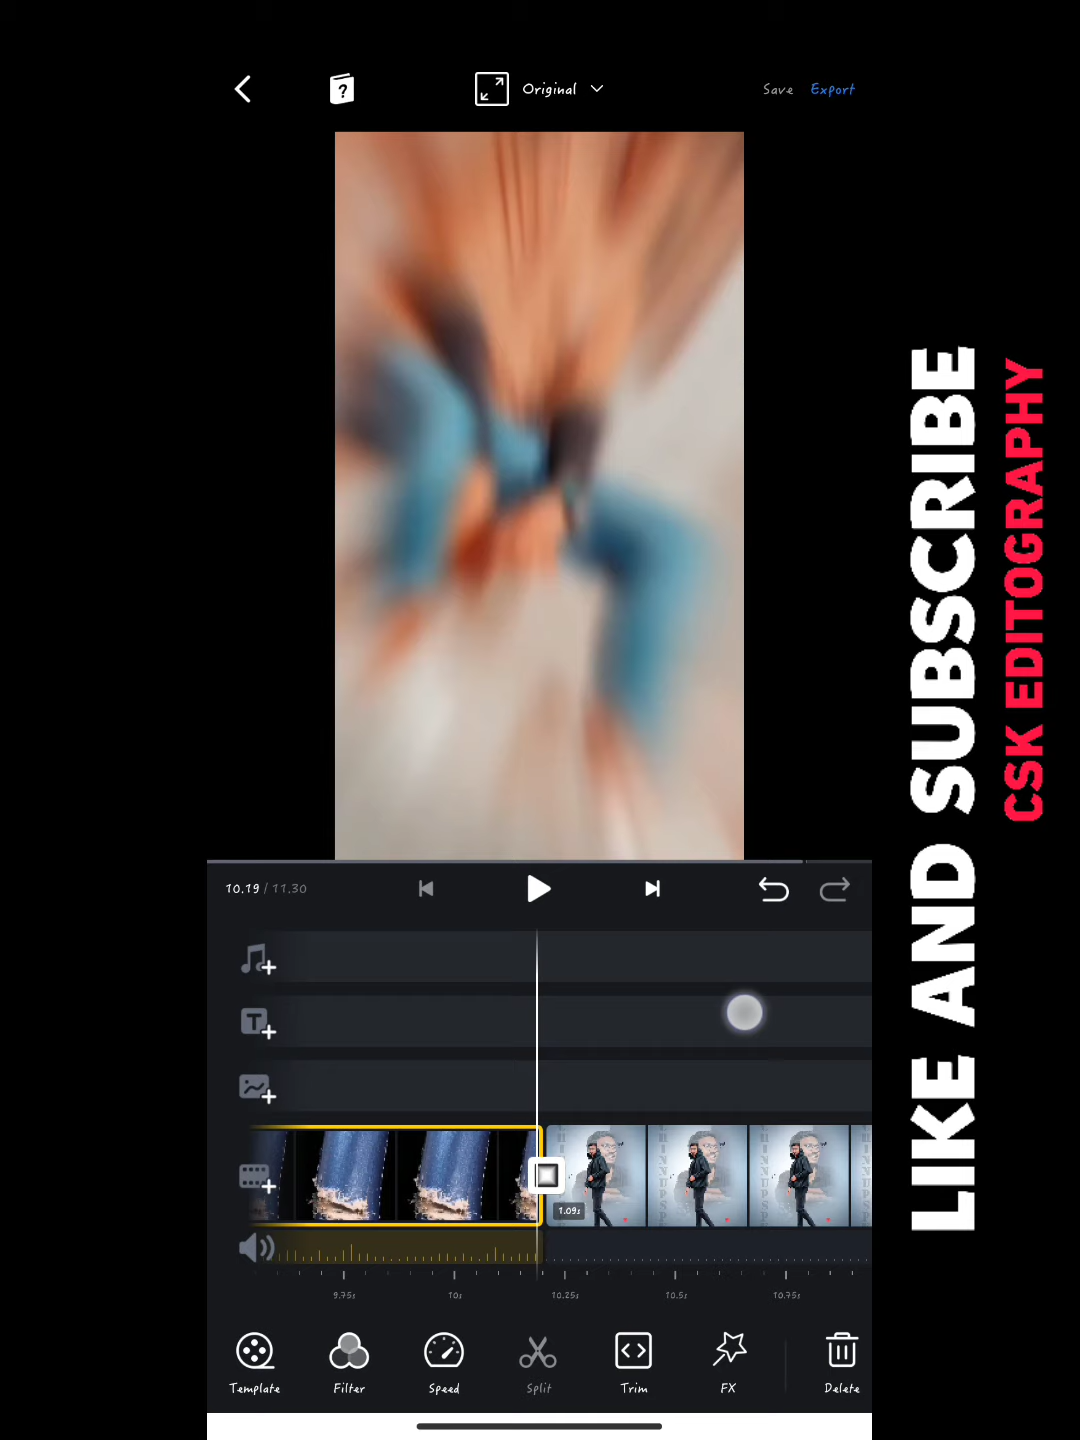 Original
Save
Export
10.19 / 11.30
1.09s
9.75s
10s
10.25s
10.5s
10.75s
Template
Filter
Speed
Split
Trim
FX
Delete
LIKE AND SUBSCRIBE
CSK EDITOGRAPHY